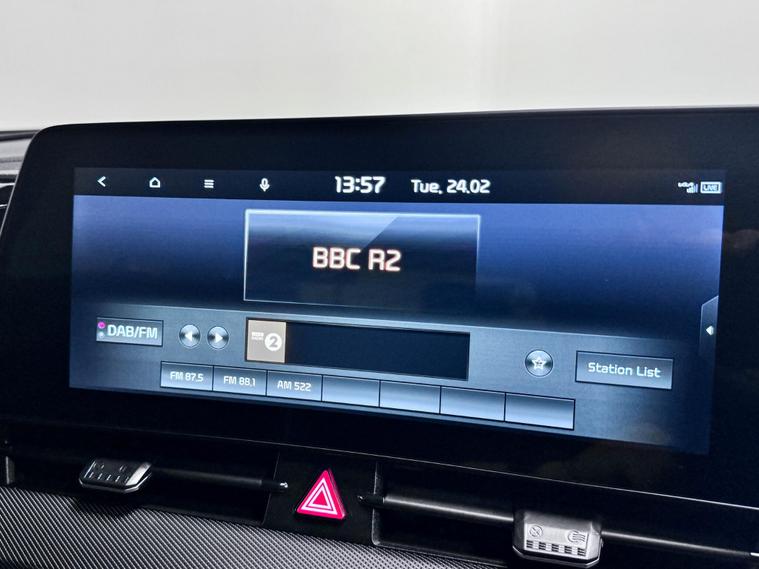 13:57 Tue, 24.02 LIVE
BBC R2
DAB/FM
2
Station List
FM 87.5 FM 88.1 AM 522